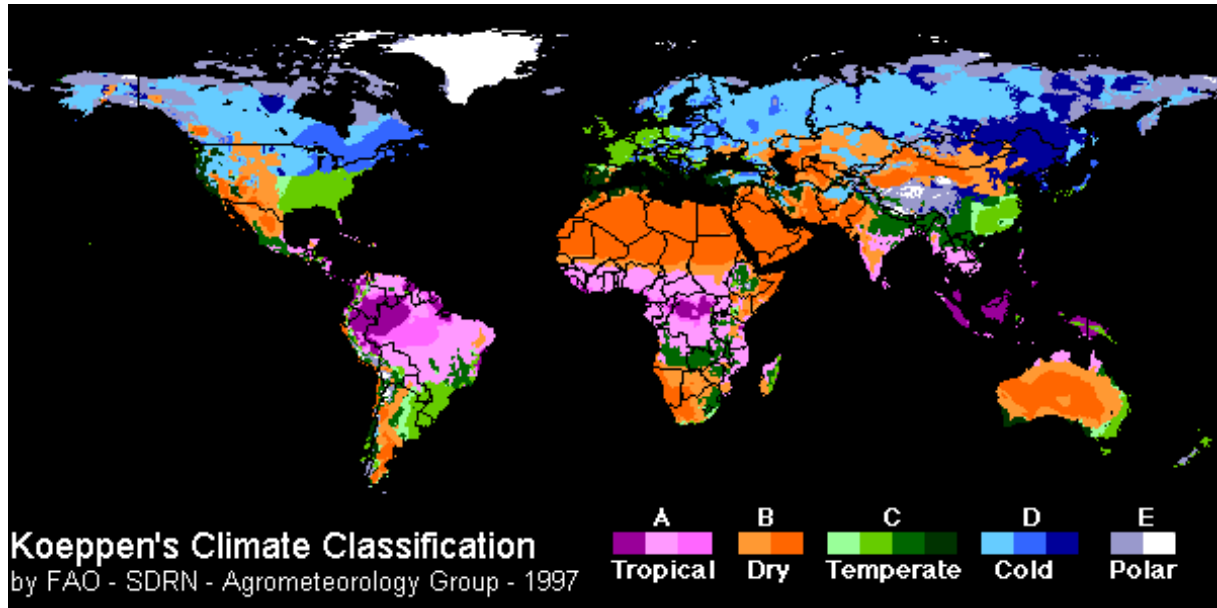 A B C D E
Tropical Dry Temperate Cold Polar
Koeppen's Climate Classification
by FAO - SDRN - Agrometeorology Group - 1997